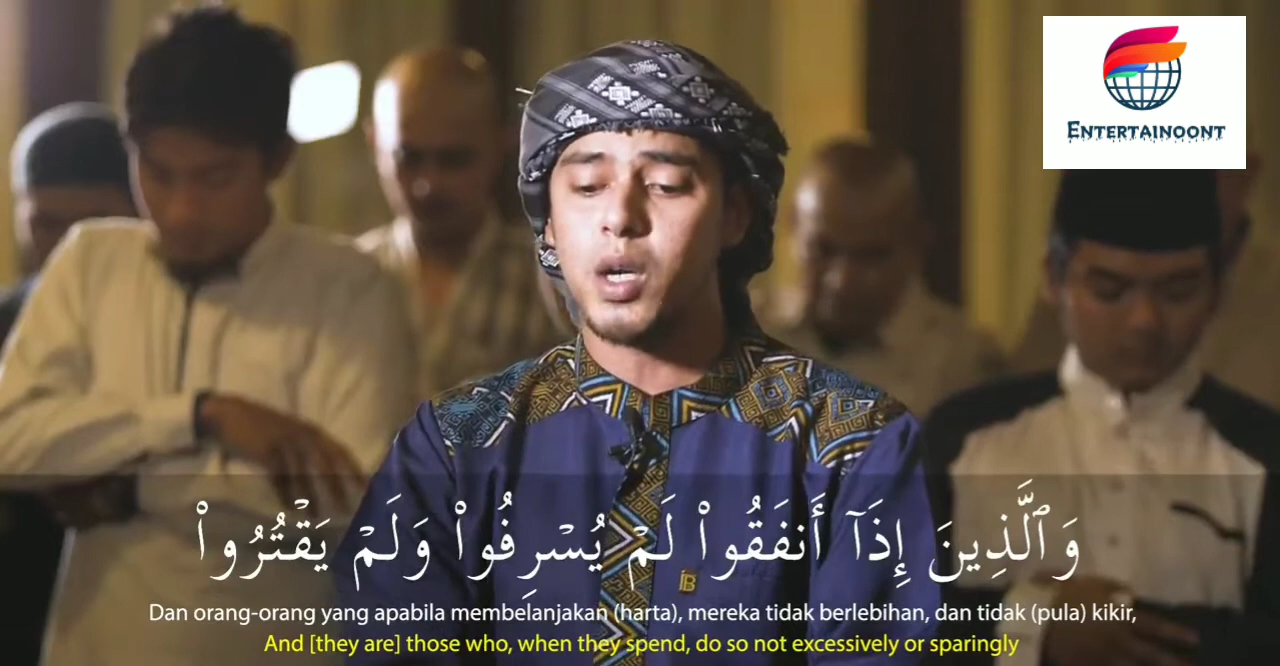 ENTERTAINOONT
وَٱلَّذِينَ إِذَآ أَنفَقُوا۟ لَمْ يُسْرِفُوا۟ وَلَمْ يَقْتُرُوا۟
Dan orang-orang yang apabila membelanjakan (harta), mereka tidak berlebihan, dan tidak (pula) kikir,
And [they are] those who, when they spend, do so not excessively or sparingly